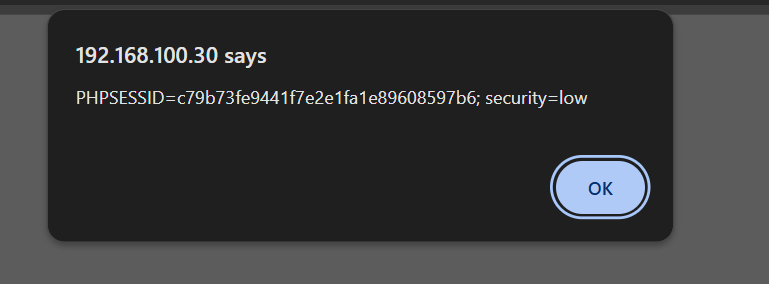 192.168.100.30 says
PHPSESSID=c79b73fe9441f7e2e1fa1e89608597b6; security=low
OK